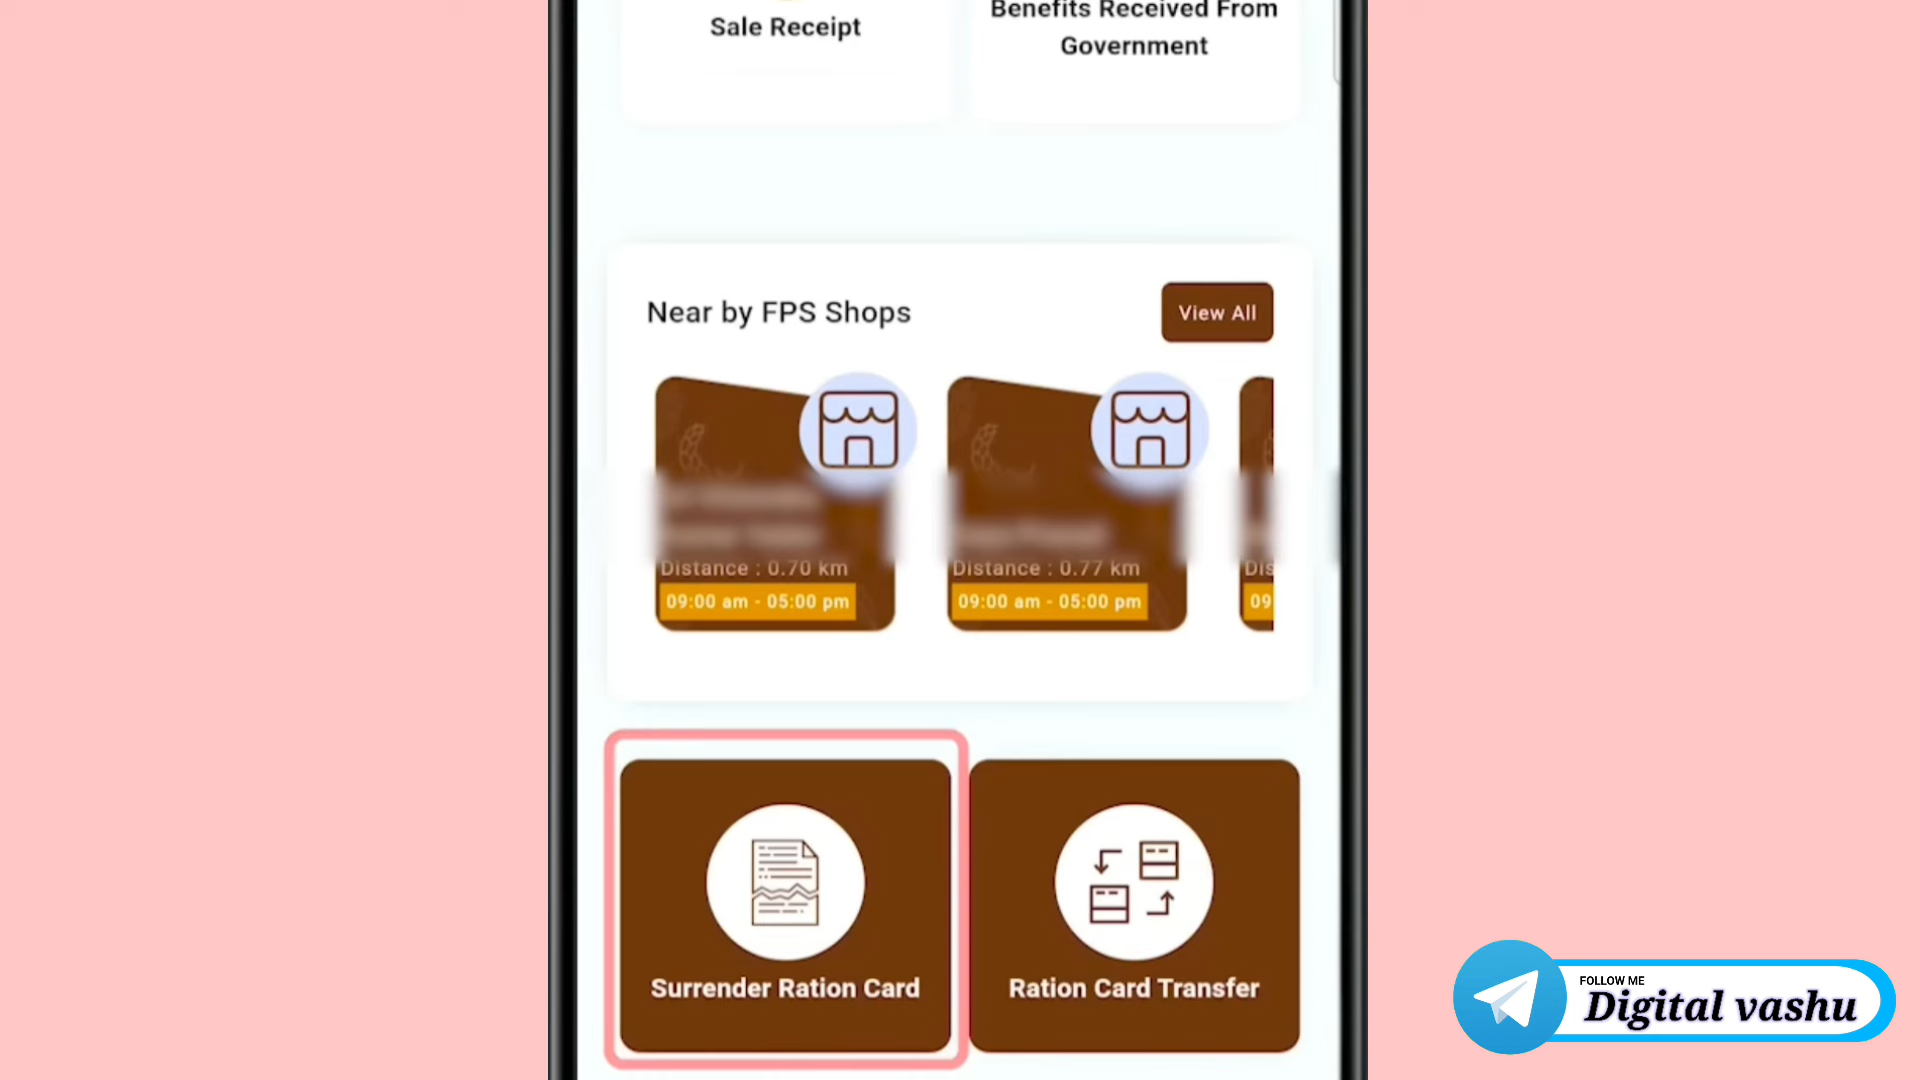 Sale Receipt
Benefits Received From
Government
Near by FPS Shops
View All
Distance : 0.70 km
09:00 am - 05:00 pm
Distance : 0.77 km
09:00 am - 05:00 pm
Dis
09
Surrender Ration Card
Ration Card Transfer
FOLLOW ME
Digital vashu